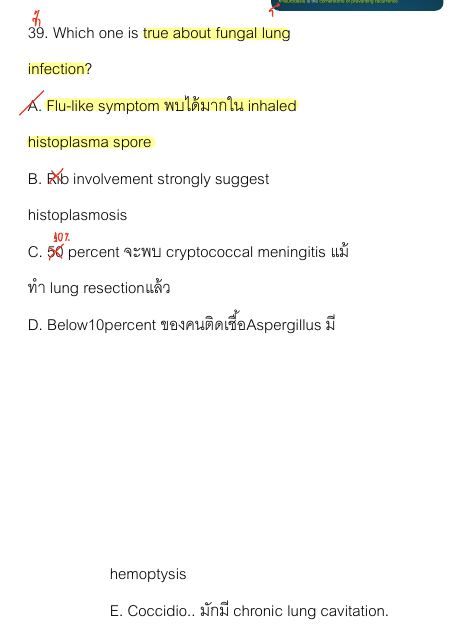 ซ้ำ
39. Which one is true about fungal lung
infection?
A. Flu-like symptom พบได้มากใน inhaled
histoplasma spore
B. Rib involvement strongly suggest
histoplasmosis
10%
C. 50 percent จะพบ cryptococcal meningitis แม้
ทำ lung resectionแล้ว
D. Below10percent ของคนติดเชื้อAspergillus มี
hemoptysis
E. Coccidio.. มักมี chronic lung cavitation.